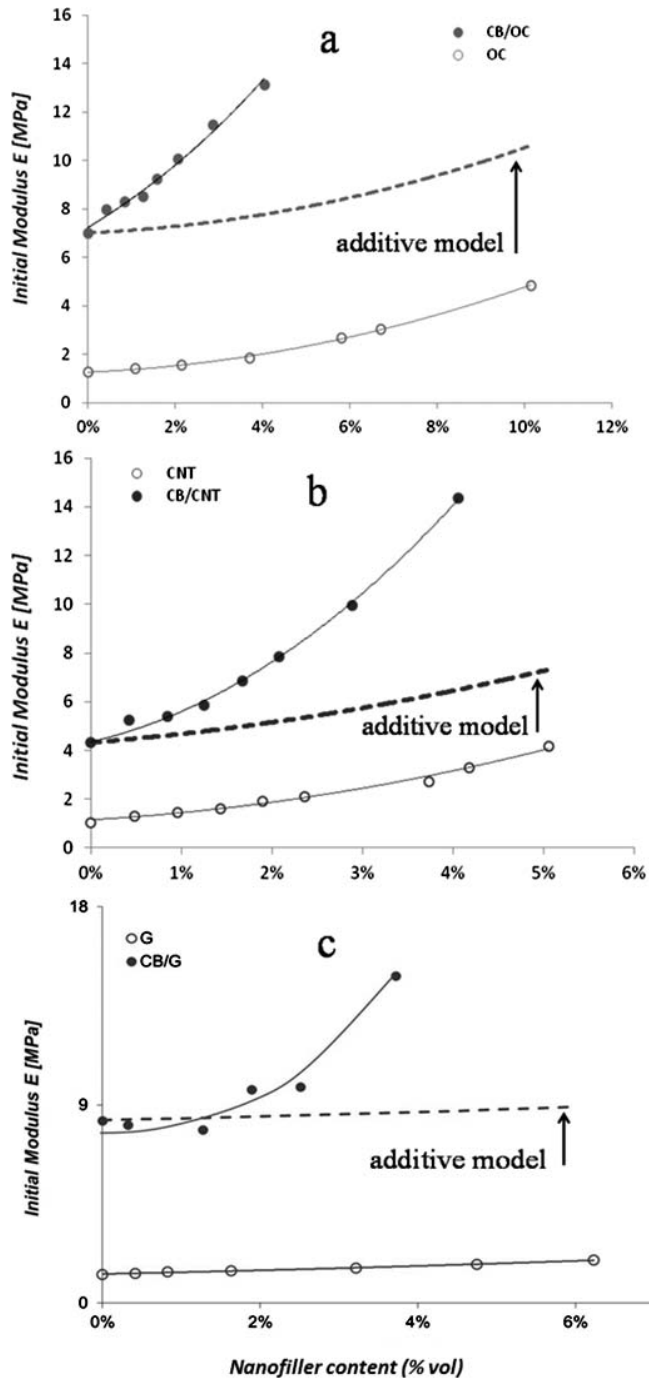 a
CB/OC
OC
16
14
12
10
8
6
4
2
0
Initial Modulus E [MPa]
additive model
0% 2% 4% 6% 8% 10% 12%
b
CNT
CB/CNT
16
14
12
10
8
6
4
2
0
Initial Modulus E [MPa]
additive model
0% 1% 2% 3% 4% 5% 6%
c
G
CB/G
18
9
0
Initial Modulus E [MPa]
additive model
0% 2% 4% 6%
Nanofiller content (% vol)